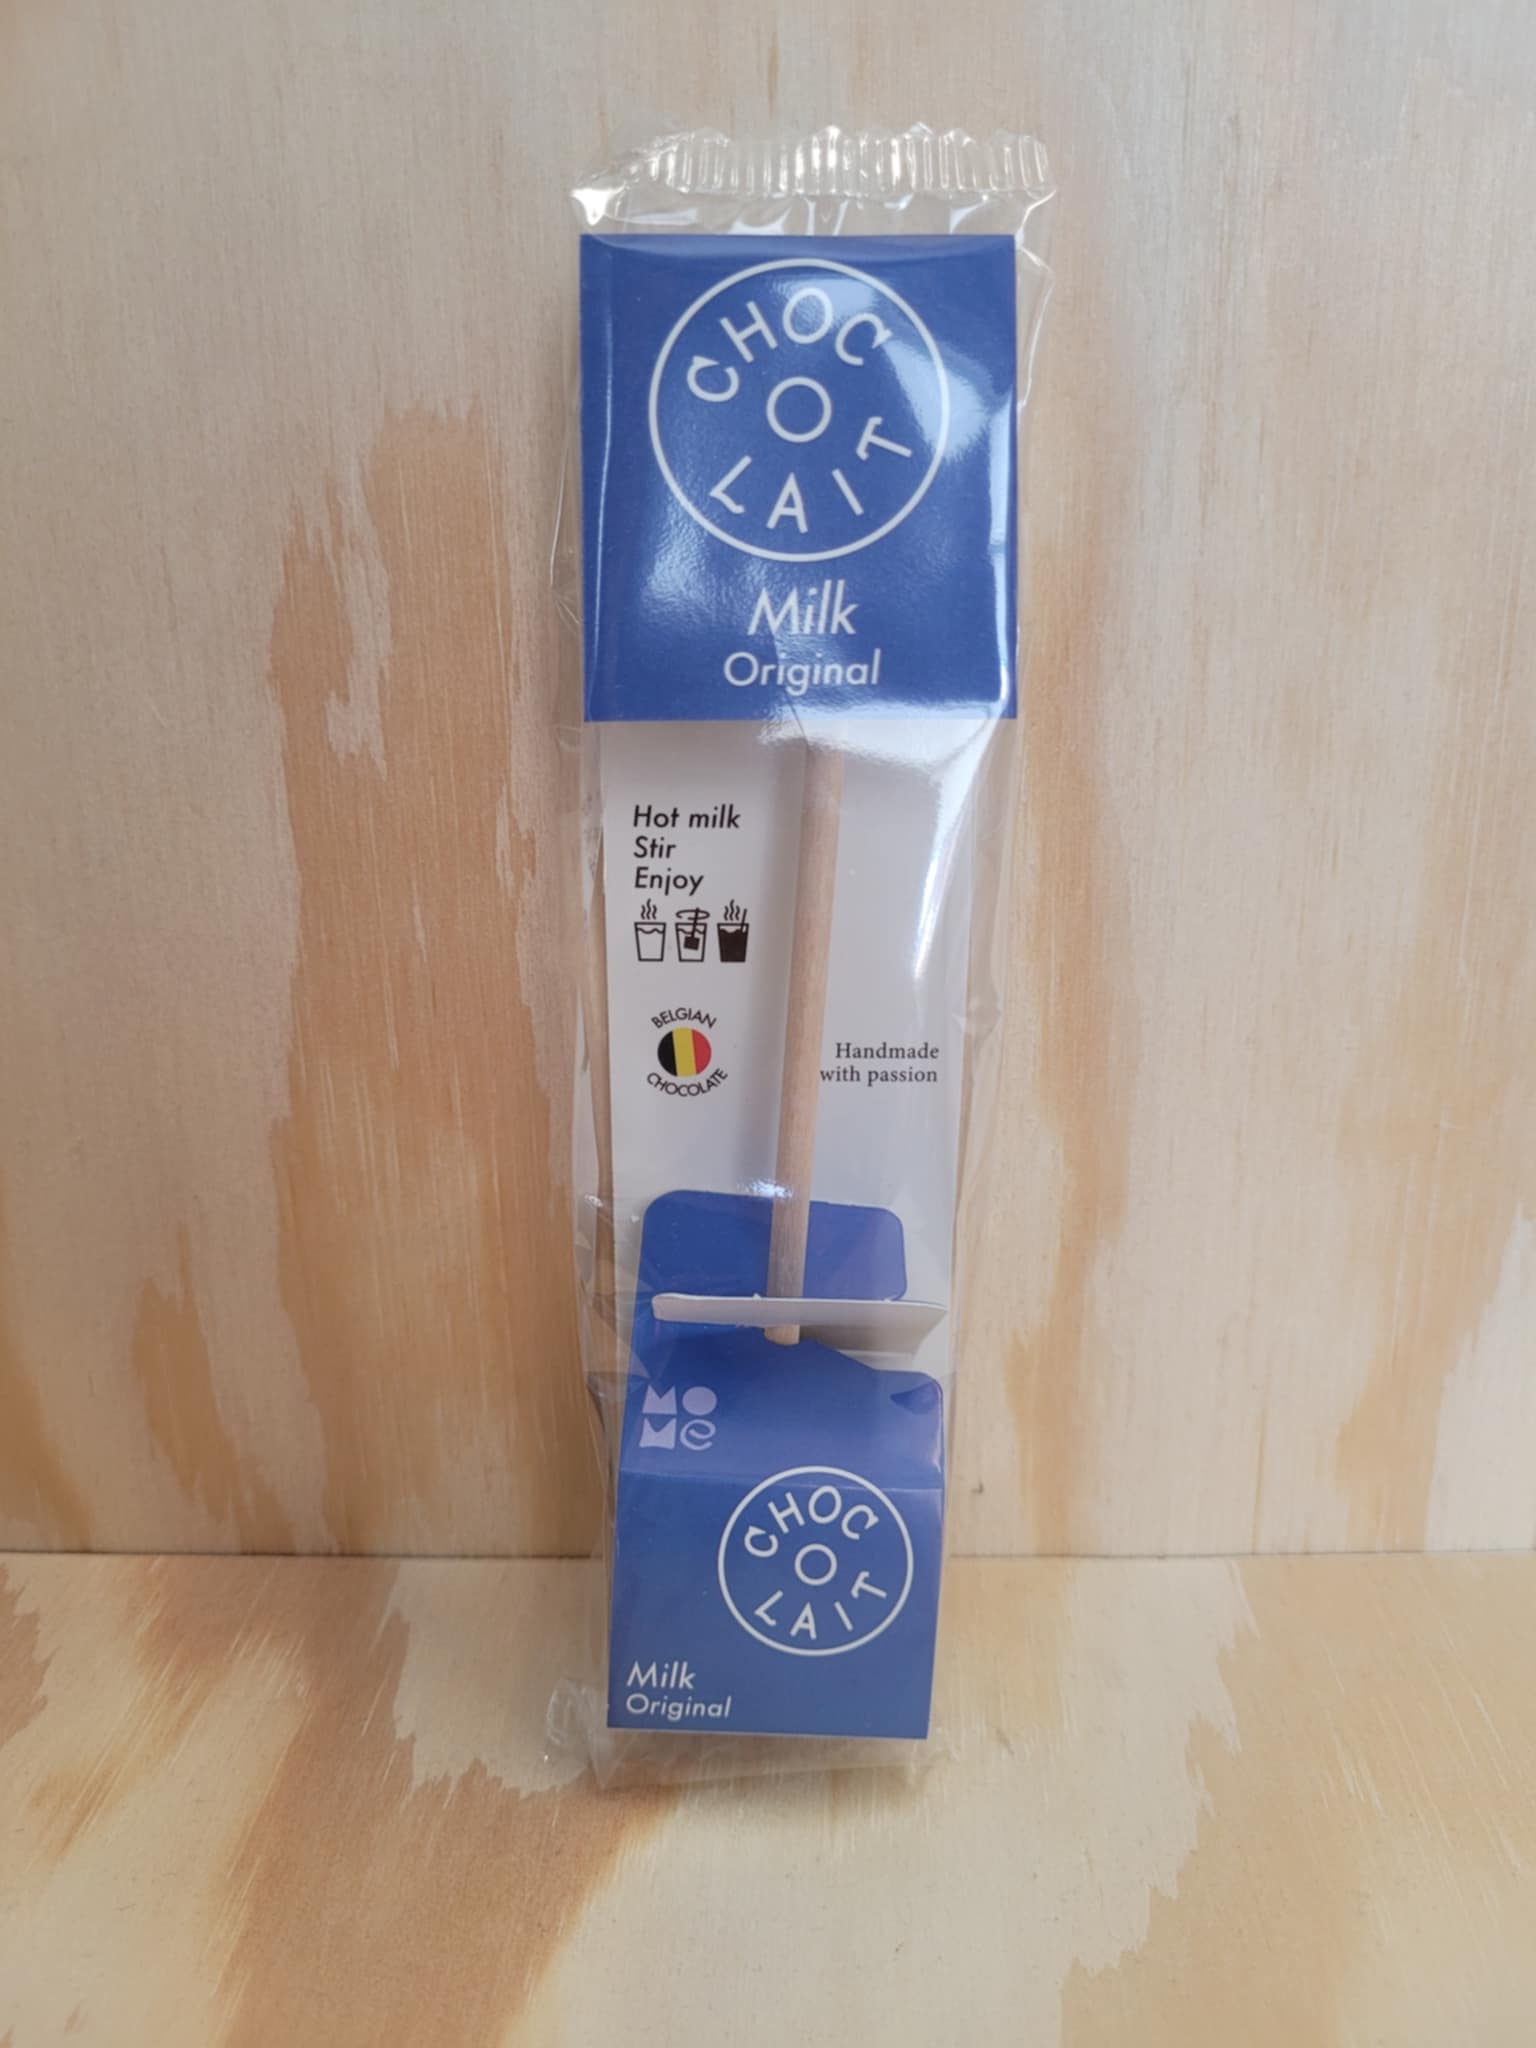 CHOC
O
LAIT
Milk
Original
Hot milk
Stir
Enjoy
BELGIAN
CHOCOLATE
Handmade
with passion
MO
Me
CHOC
O
LAIT
Milk
Original